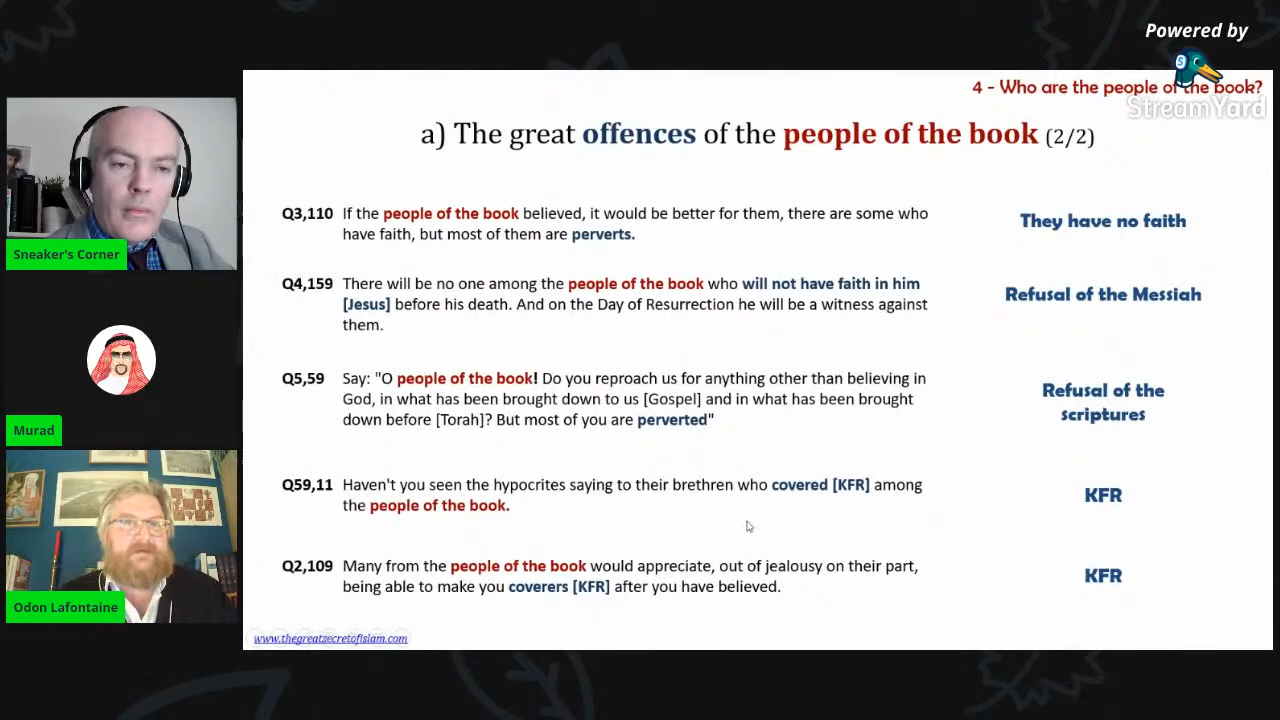 Powered by
StreamYard
4 - Who are the people of the book?
a) The great offences of the people of the book (2/2)
Q3,110 If the people of the book believed, it would be better for them, there are some who
have faith, but most of them are perverts.
They have no faith
Q4,159 There will be no one among the people of the book who will not have faith in him
[Jesus] before his death. And on the Day of Resurrection he will be a witness against
them.
Refusal of the Messiah
Q5,59 Say: "O people of the book! Do you reproach us for anything other than believing in
God, in what has been brought down to us [Gospel] and in what has been brought
down before [Torah]? But most of you are perverted"
Refusal of the
scriptures
Q59,11 Haven't you seen the hypocrites saying to their brethren who covered [KFR] among
the people of the book.
KFR
Q2,109 Many from the people of the book would appreciate, out of jealousy on their part,
being able to make you coverers [KFR] after you have believed.
KFR
www.thegreatsecretofislam.com
Sneaker's Corner
Murad
Odon Lafontaine